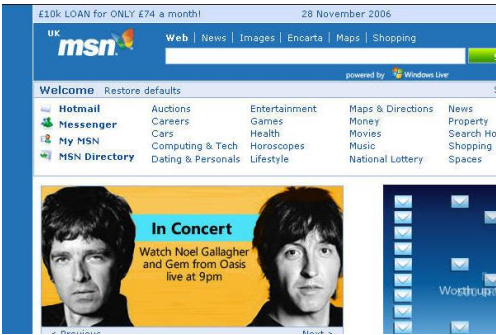 £10k LOAN for ONLY £74 a month!
28 November 2006
UK
msn
Web | News | Images | Encarta | Maps | Shopping
powered by Windows Live
Welcome Restore defaults
Hotmail
Messenger
My MSN
MSN Directory
Auctions
Careers
Cars
Computing & Tech
Dating & Personals
Entertainment
Games
Health
Horoscopes
Lifestyle
Maps & Directions
Money
Movies
Music
National Lottery
News
Property
Search Ho
Shopping
Spaces
In Concert
Watch Noel Gallagher
and Gem from Oasis
live at 9pm
< Previous
Next >
Worth